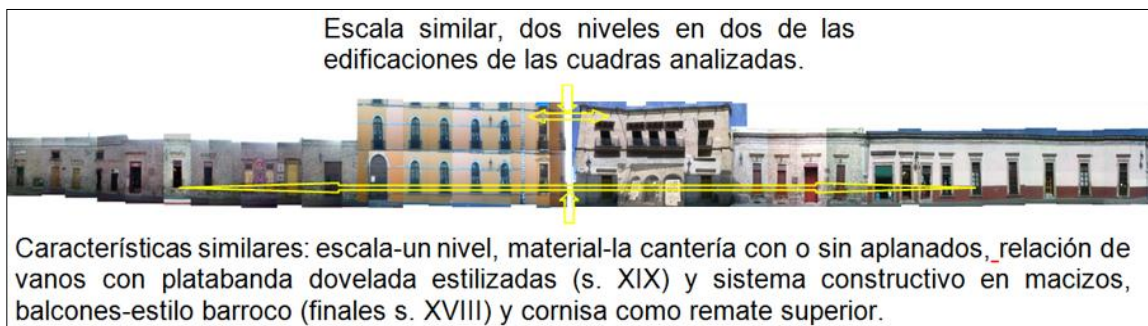 Escala similar, dos niveles en dos de las
edificaciones de las cuadras analizadas.
Características similares: escala-un nivel, material-la cantería con o sin aplanados, relación de
vanos con platabanda dovelada estilizadas (s. XIX) y sistema constructivo en macizos,
balcones-estilo barroco (finales s. XVIII) y cornisa como remate superior.